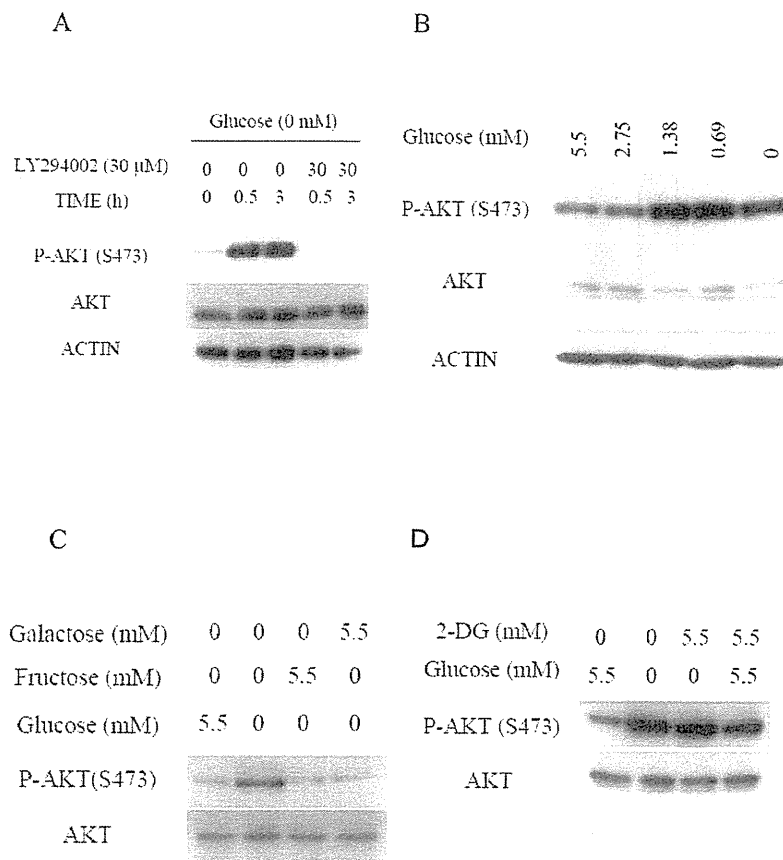 A
Glucose (0 mM)
LY294002 (30 µM) 0 0 0 30 30
TIME (h) 0 0.5 3 0.5 3
P-AKT (S473)
AKT
ACTIN
B
Glucose (mM) 5.5 2.75 1.38 0.69 0
P-AKT (S473)
AKT
ACTIN
C
Galactose (mM) 0 0 0 5.5
Fructose (mM) 0 0 5.5 0
Glucose (mM) 5.5 0 0 0
P-AKT(S473)
AKT
D
2-DG (mM) 0 0 5.5 5.5
Glucose (mM) 5.5 0 0 5.5
P-AKT (S473)
AKT